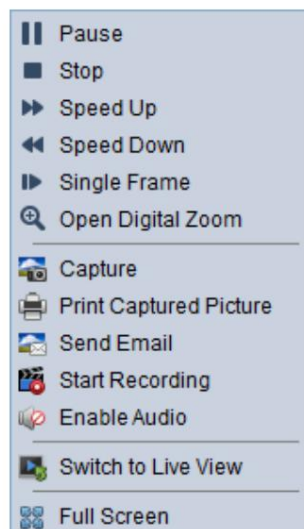 Pause
Stop
Speed Up
Speed Down
Single Frame
Open Digital Zoom
Capture
Print Captured Picture
Send Email
Start Recording
Enable Audio
Switch to Live View
Full Screen